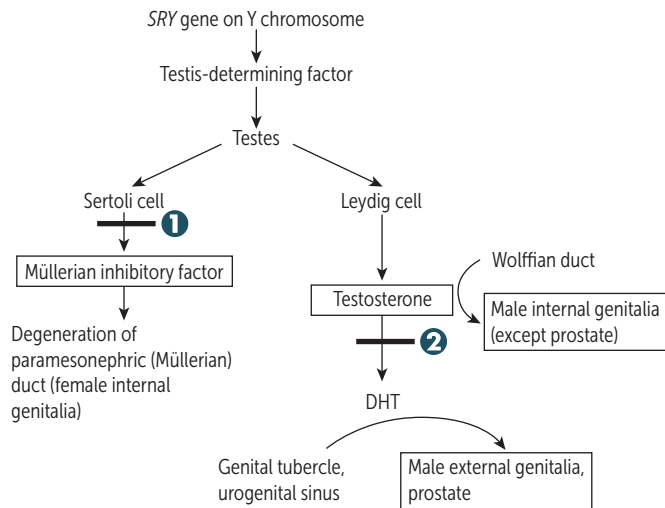 SRY gene on Y chromosome
Testis-determining factor
Testes
Sertoli cell
Leydig cell
1
Müllerian inhibitory factor
Wolffian duct
Testosterone
Male internal genitalia
(except prostate)
Degeneration of
paramesonephric (Müllerian)
duct (female internal
genitalia)
2
DHT
Genital tubercle,
urogenital sinus
Male external genitalia,
prostate